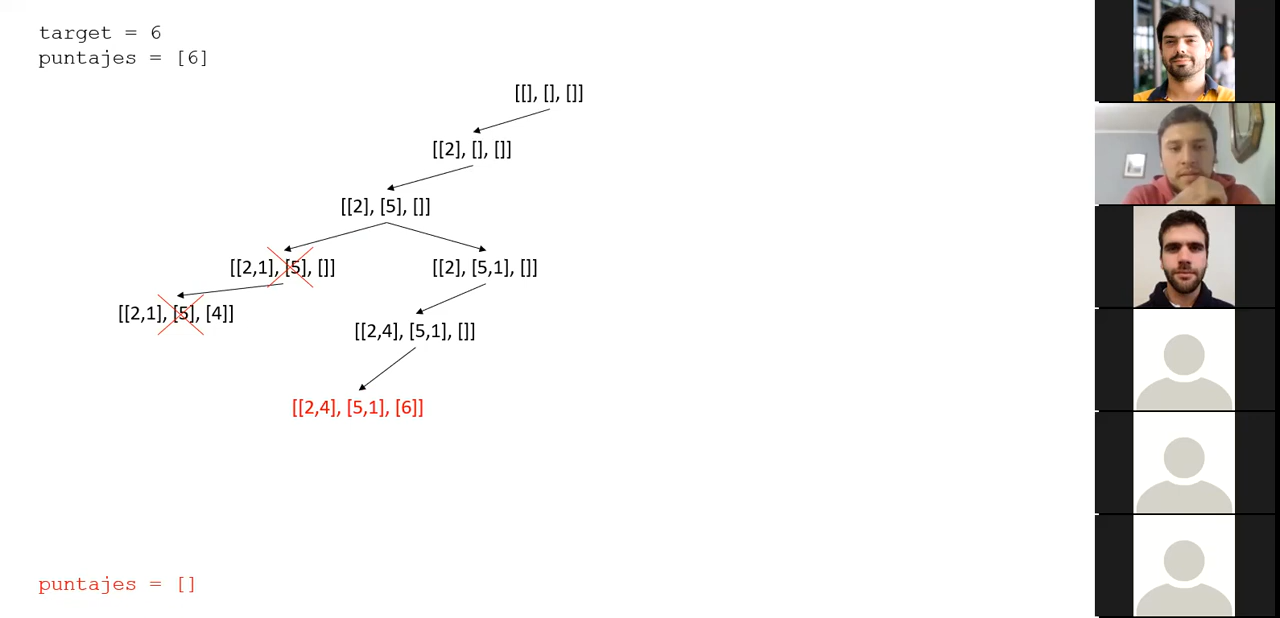 target = 6
puntajes = [6]
[[], [], []]
[[2], [], []]
[[2], [5], []]
[[2,1], [5], []]
[[2], [5,1], []]
[[2,1], [5], [4]]
[[2,4], [5,1], []]
[[2,4], [5,1], [6]]
puntajes = []